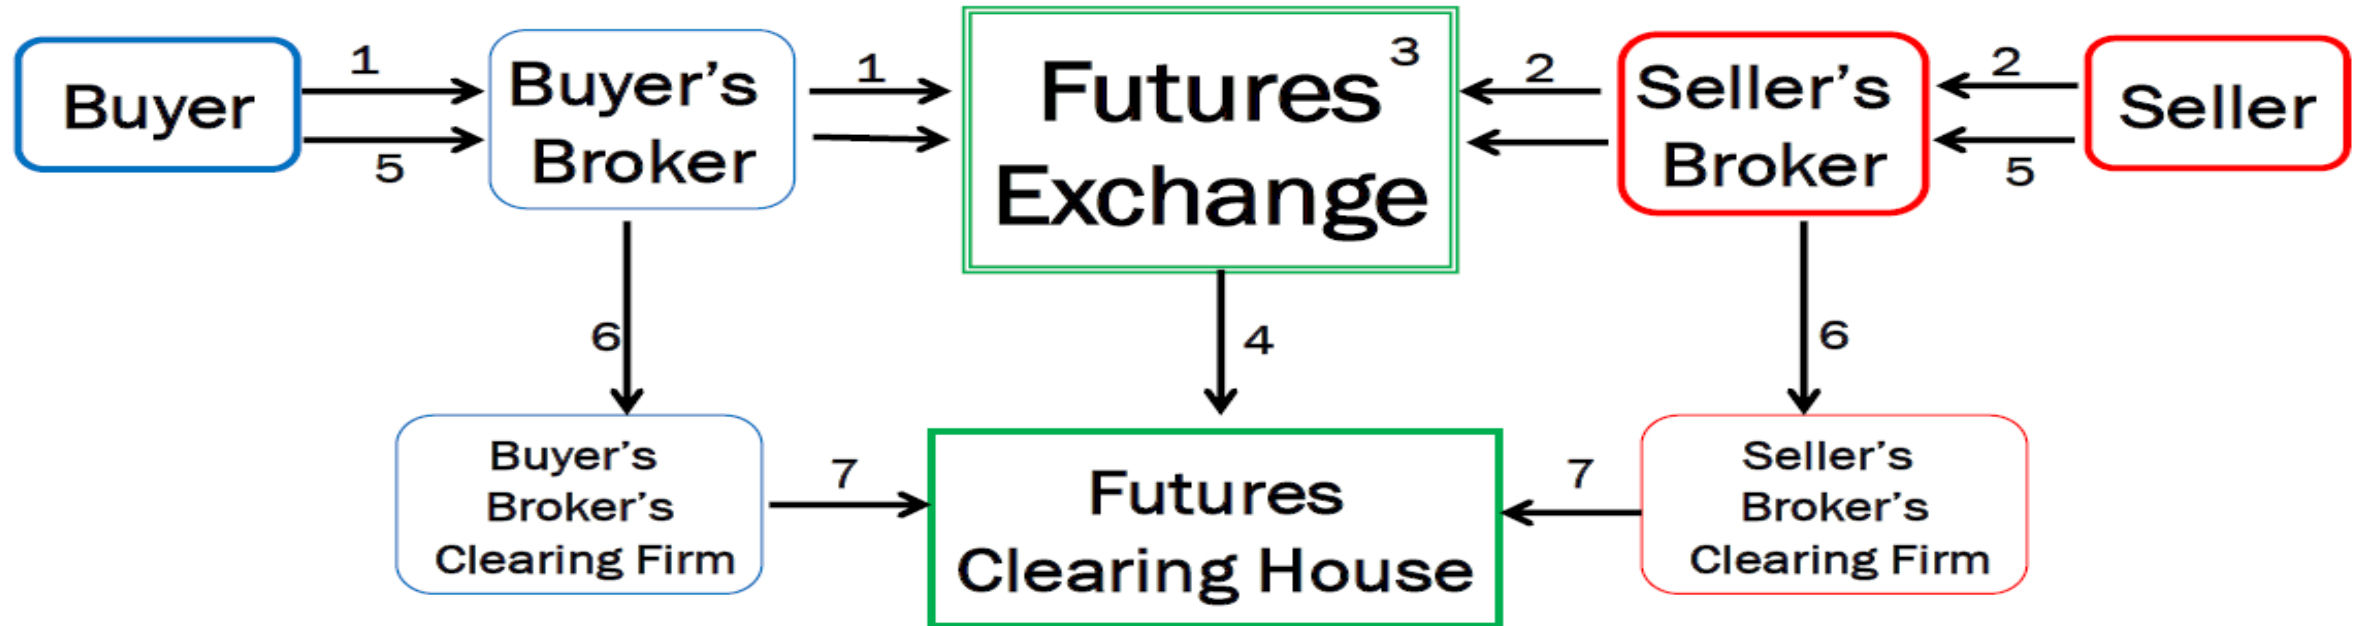 Buyer
1
5
Buyer's
Broker
1
Futures
Exchange
3
2
Seller's
Broker
2
5
Seller
6
4
6
Buyer's
Broker's
Clearing Firm
7
Futures
Clearing House
7
Seller's
Broker's
Clearing Firm